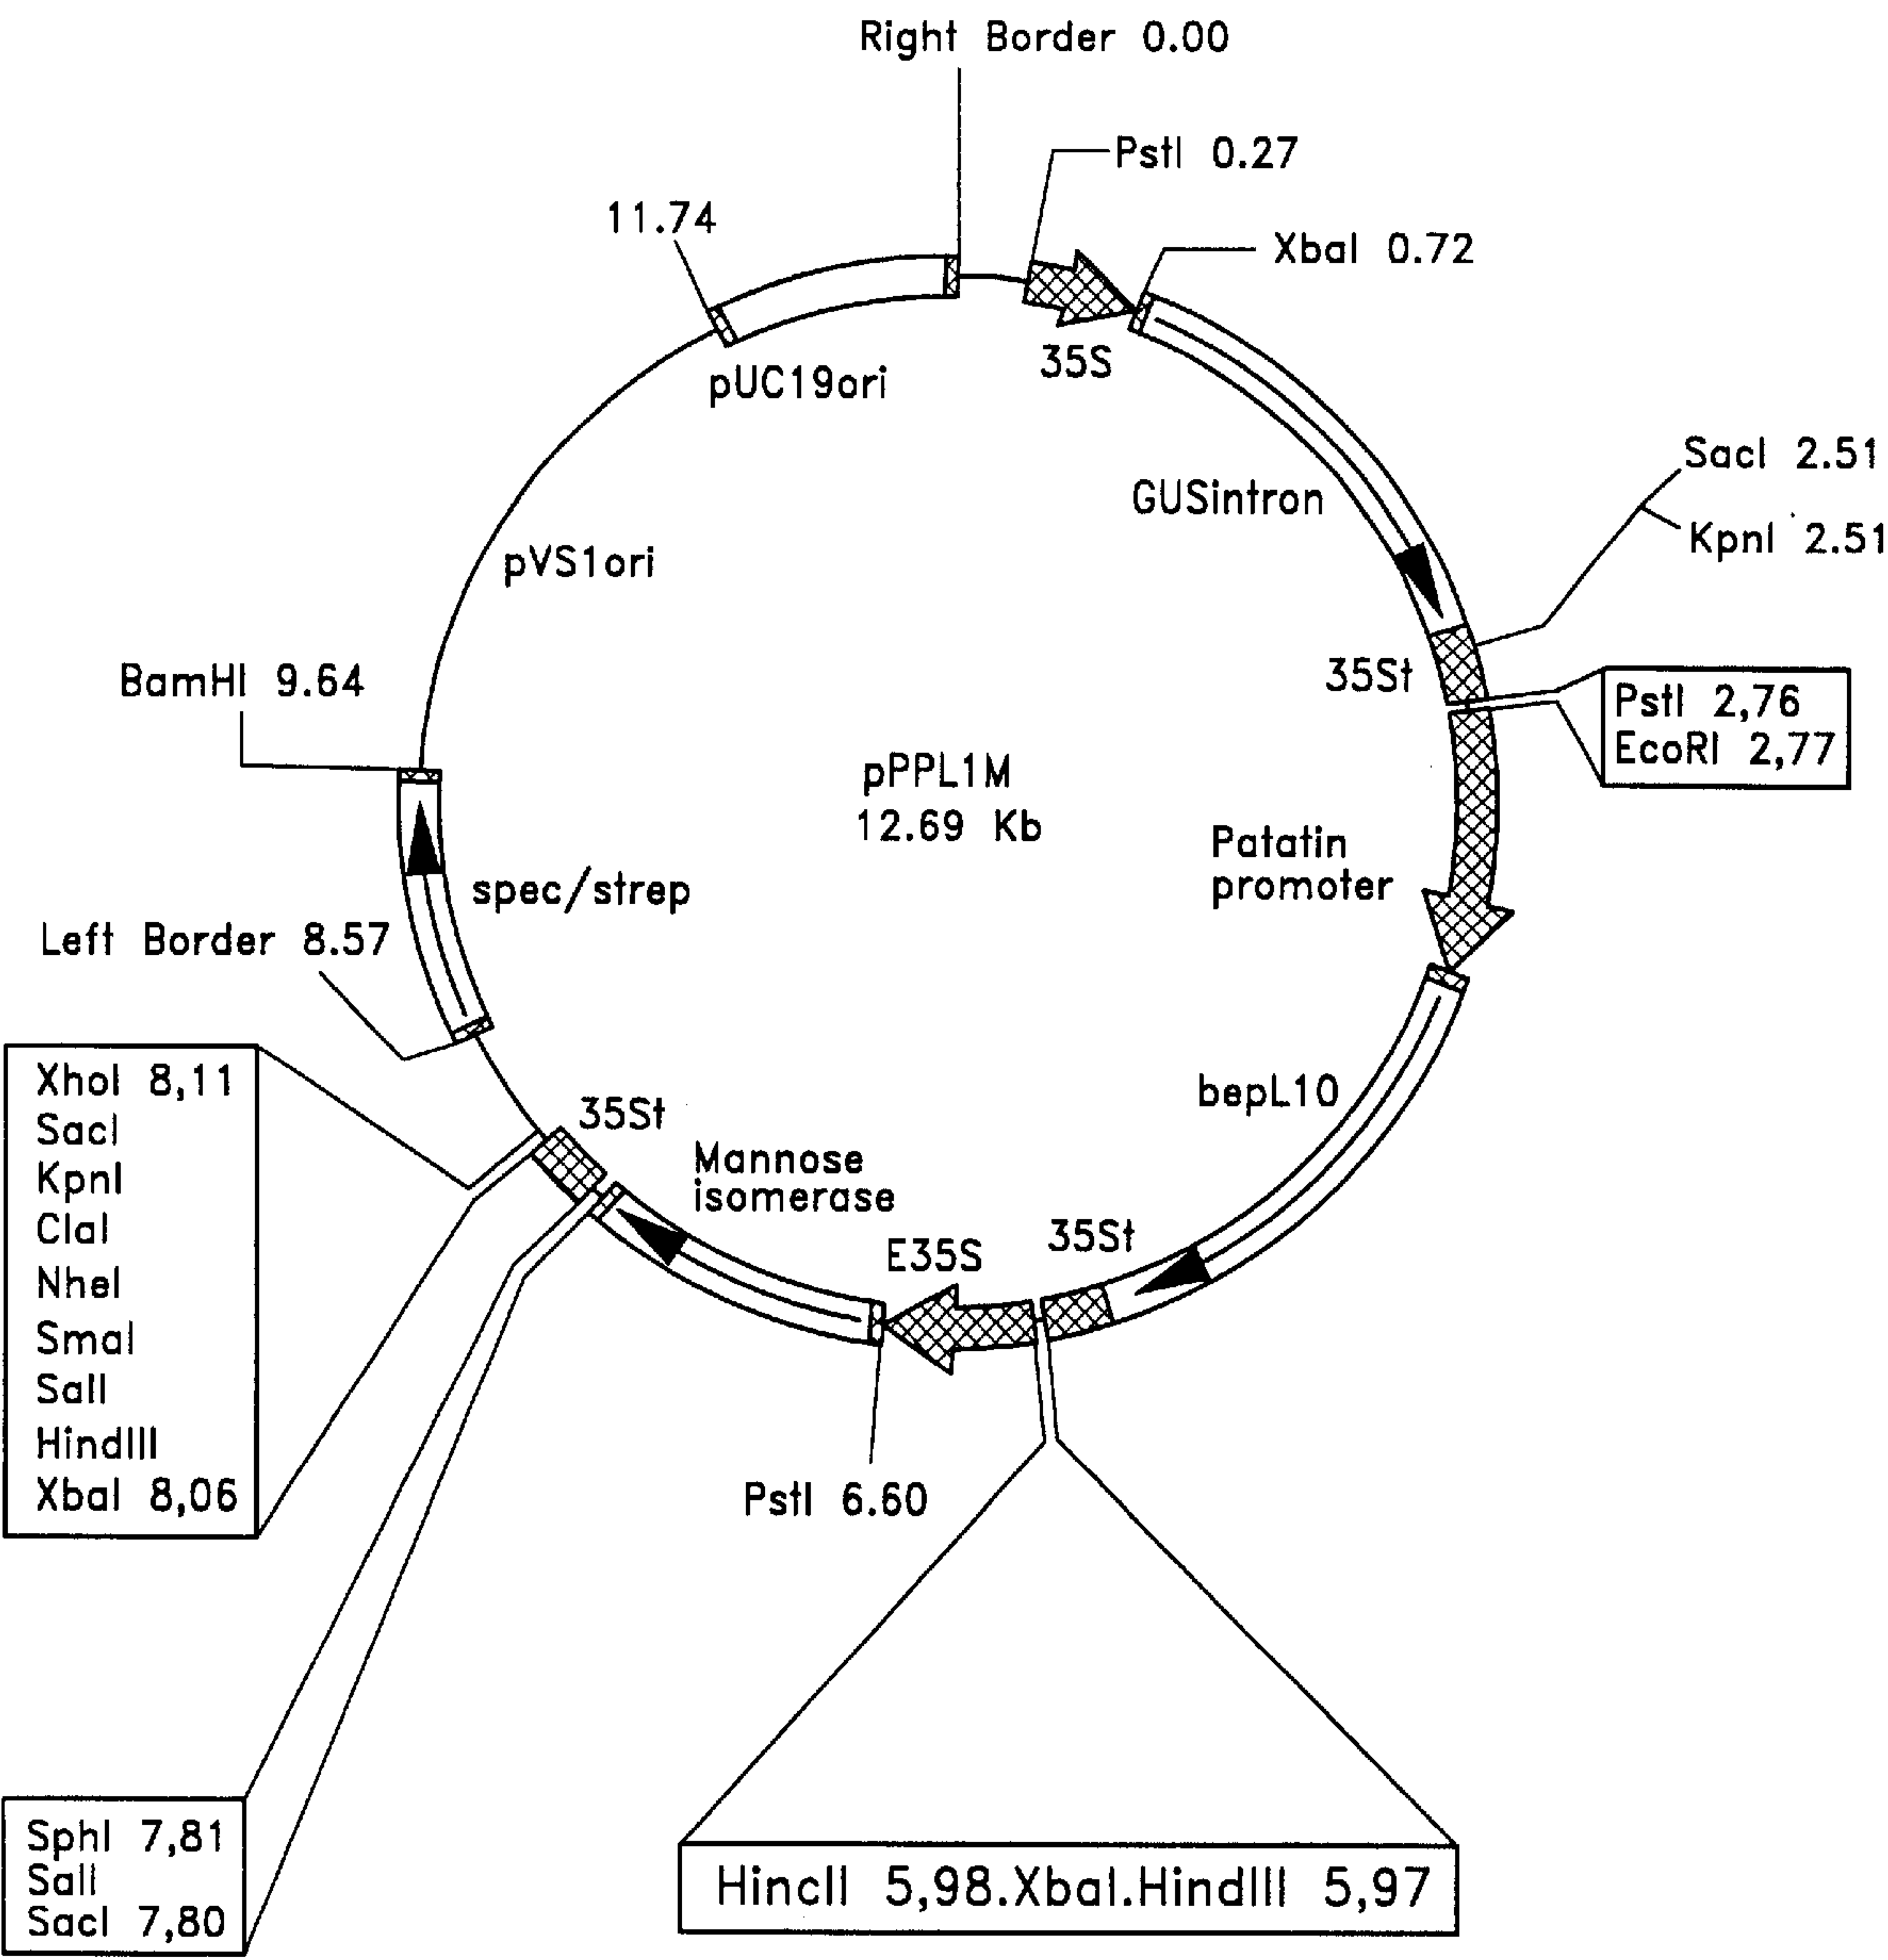 Right Border 0.00
PstI 0.27
11.74
XbaI 0.72
35S
pUC19ori
SacI 2.51
GUSintron
KpnI 2.51
pVS1ori
BamHI 9.64
35St
PstI 2,76
EcoRI 2,77
pPPL1M
12.69 Kb
Patatin
promoter
spec/strep
Left Border 8.57
XhoI 8,11
SacI
KpnI
ClaI
NheI
SmaI
SalI
HindIII
XbaI 8,06
35St
bepL10
Mannose
isomerase
E35S
35St
PstI 6.60
SphI 7,81
SalI
SacI 7,80
HincII 5,98.XbaI.HindIII 5,97